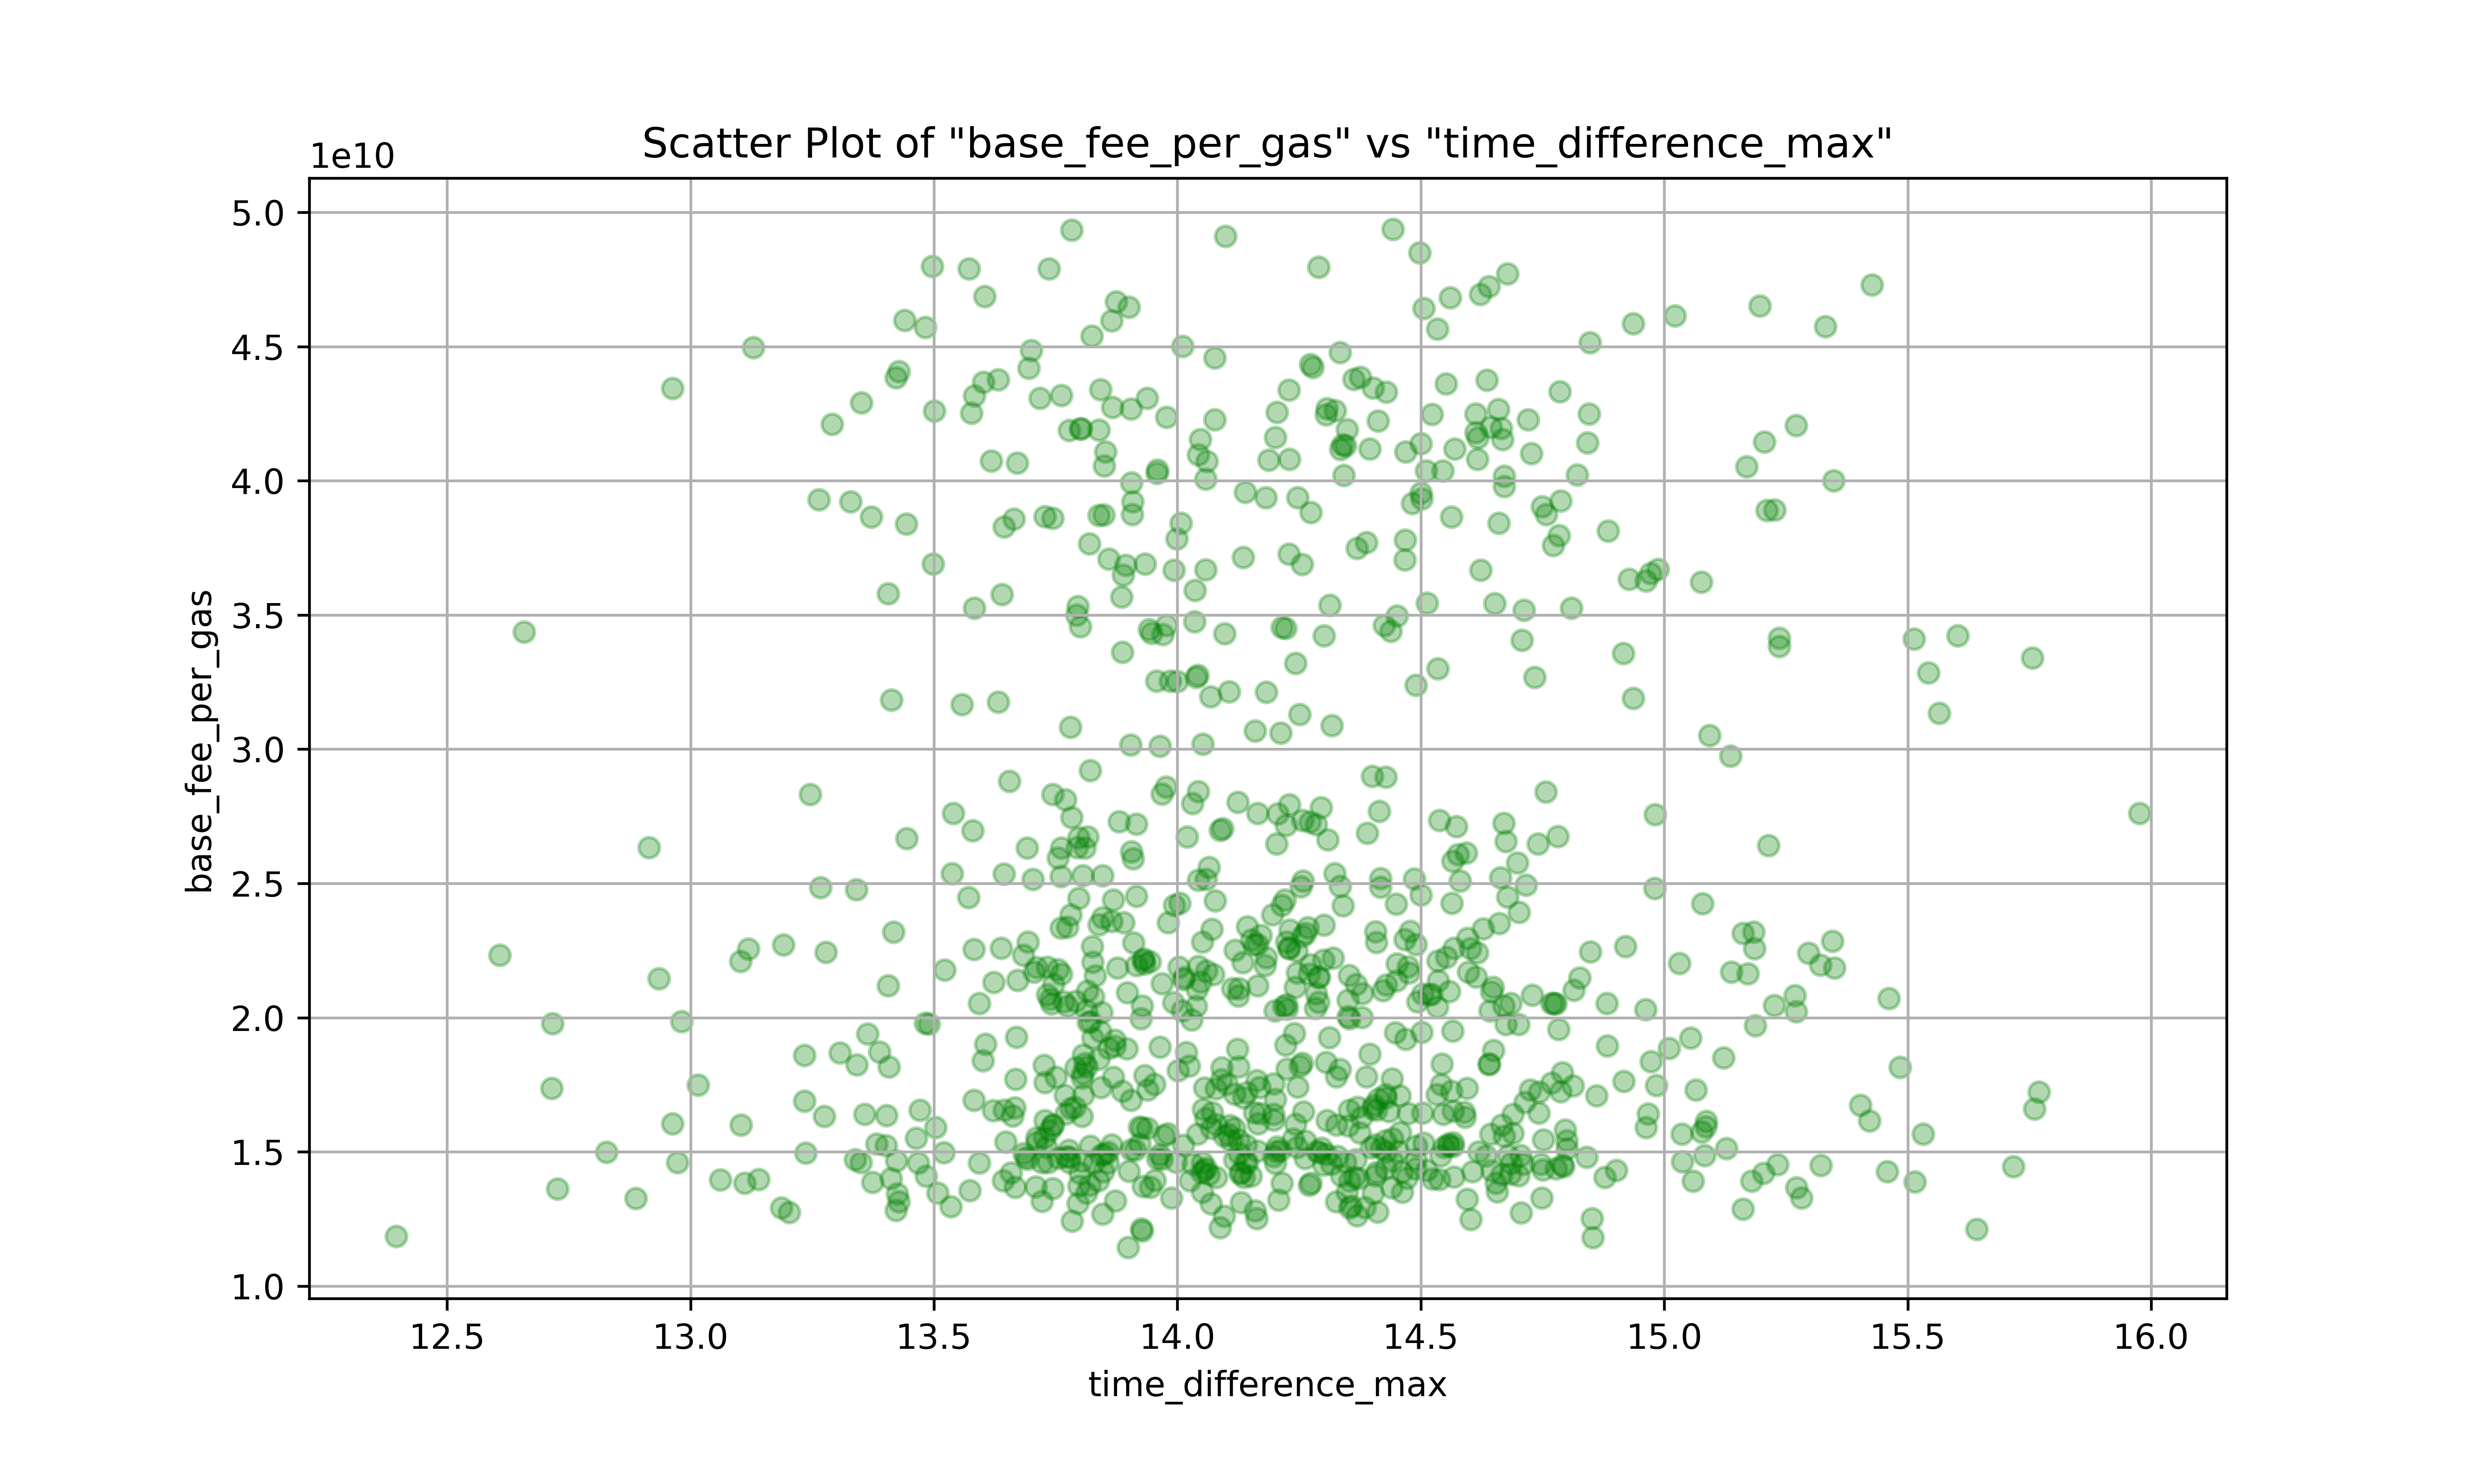 Scatter Plot of "base_fee_per_gas" vs "time_difference_max"
1e10
5.0
4.5
4.0
3.5
3.0
2.5
2.0
1.5
1.0
base_fee_per_gas
12.5 13.0 13.5 14.0 14.5 15.0 15.5 16.0
time_difference_max